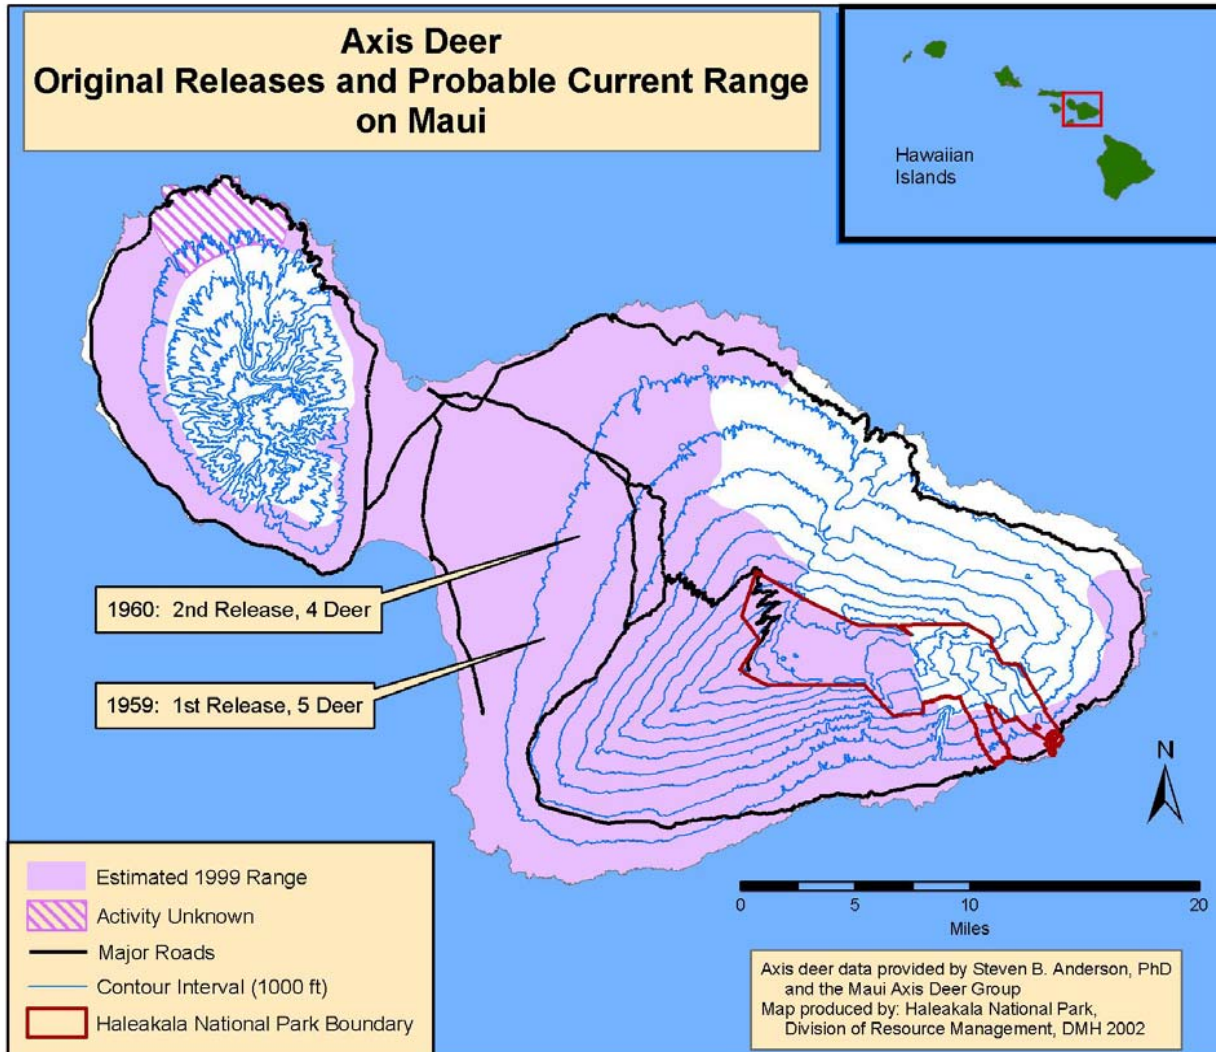 Axis Deer
Original Releases and Probable Current Range
on Maui
Hawaiian
Islands
1960:  2nd Release, 4 Deer
1959:  1st Release, 5 Deer
N
Estimated 1999 Range
Activity Unknown
Major Roads
Contour Interval (1000 ft)
Haleakala National Park Boundary
0 5 10 20
Miles
Axis deer data provided by Steven B. Anderson, PhD
and the Maui Axis Deer Group
Map produced by: Haleakala National Park,
Division of Resource Management, DMH 2002